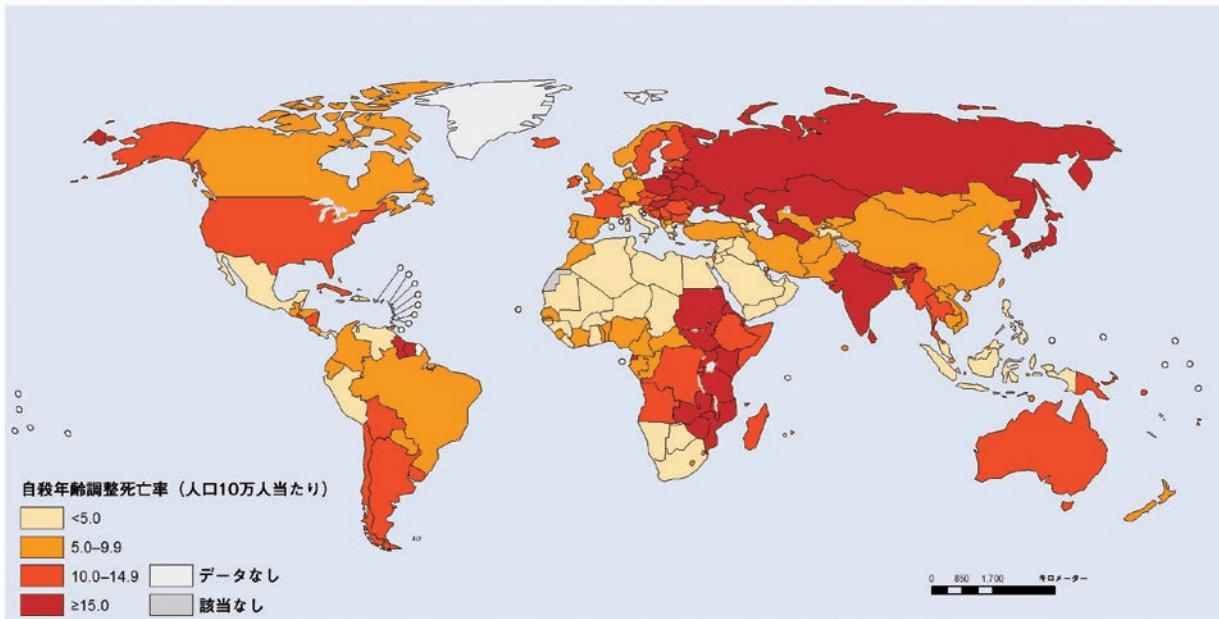 自殺年齢調整死亡率（人口10万人当たり）
<5.0
5.0–9.9
10.0–14.9 データなし
≥15.0 該当なし
0 850 1,700 キロメーター